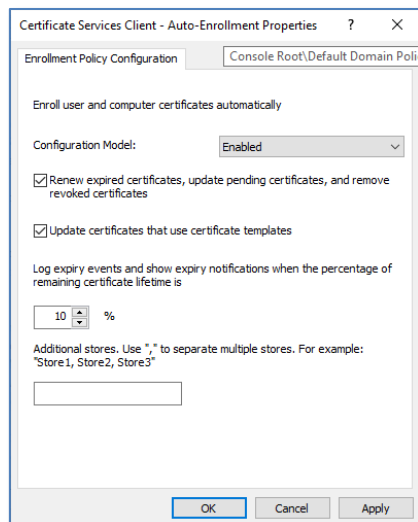 Certificate Services Client - Auto-Enrollment Properties ? ×
Enrollment Policy Configuration
Console Root\Default Domain Poli
Enroll user and computer certificates automatically
Configuration Model: Enabled
Renew expired certificates, update pending certificates, and remove
revoked certificates
Update certificates that use certificate templates
Log expiry events and show expiry notifications when the percentage of
remaining certificate lifetime is
10 %
Additional stores. Use "," to separate multiple stores. For example:
"Store1, Store2, Store3"
OK Cancel Apply